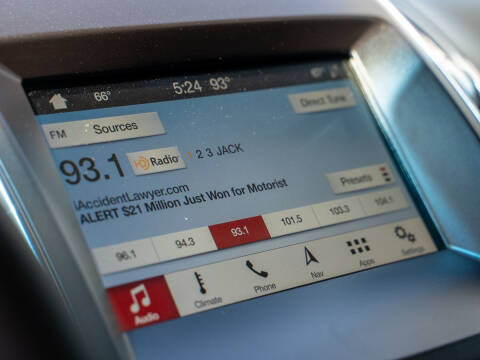 66° 5:24 93°
FM Sources Direct Tune
93.1 HD Radio 2 3 JACK
iAccidentLawyer.com
ALERT $21 Million Just Won for Motorist
Presets
96.1 94.3 93.1 101.5 103.3 104.1
Audio Climate Phone Nav Apps Settings